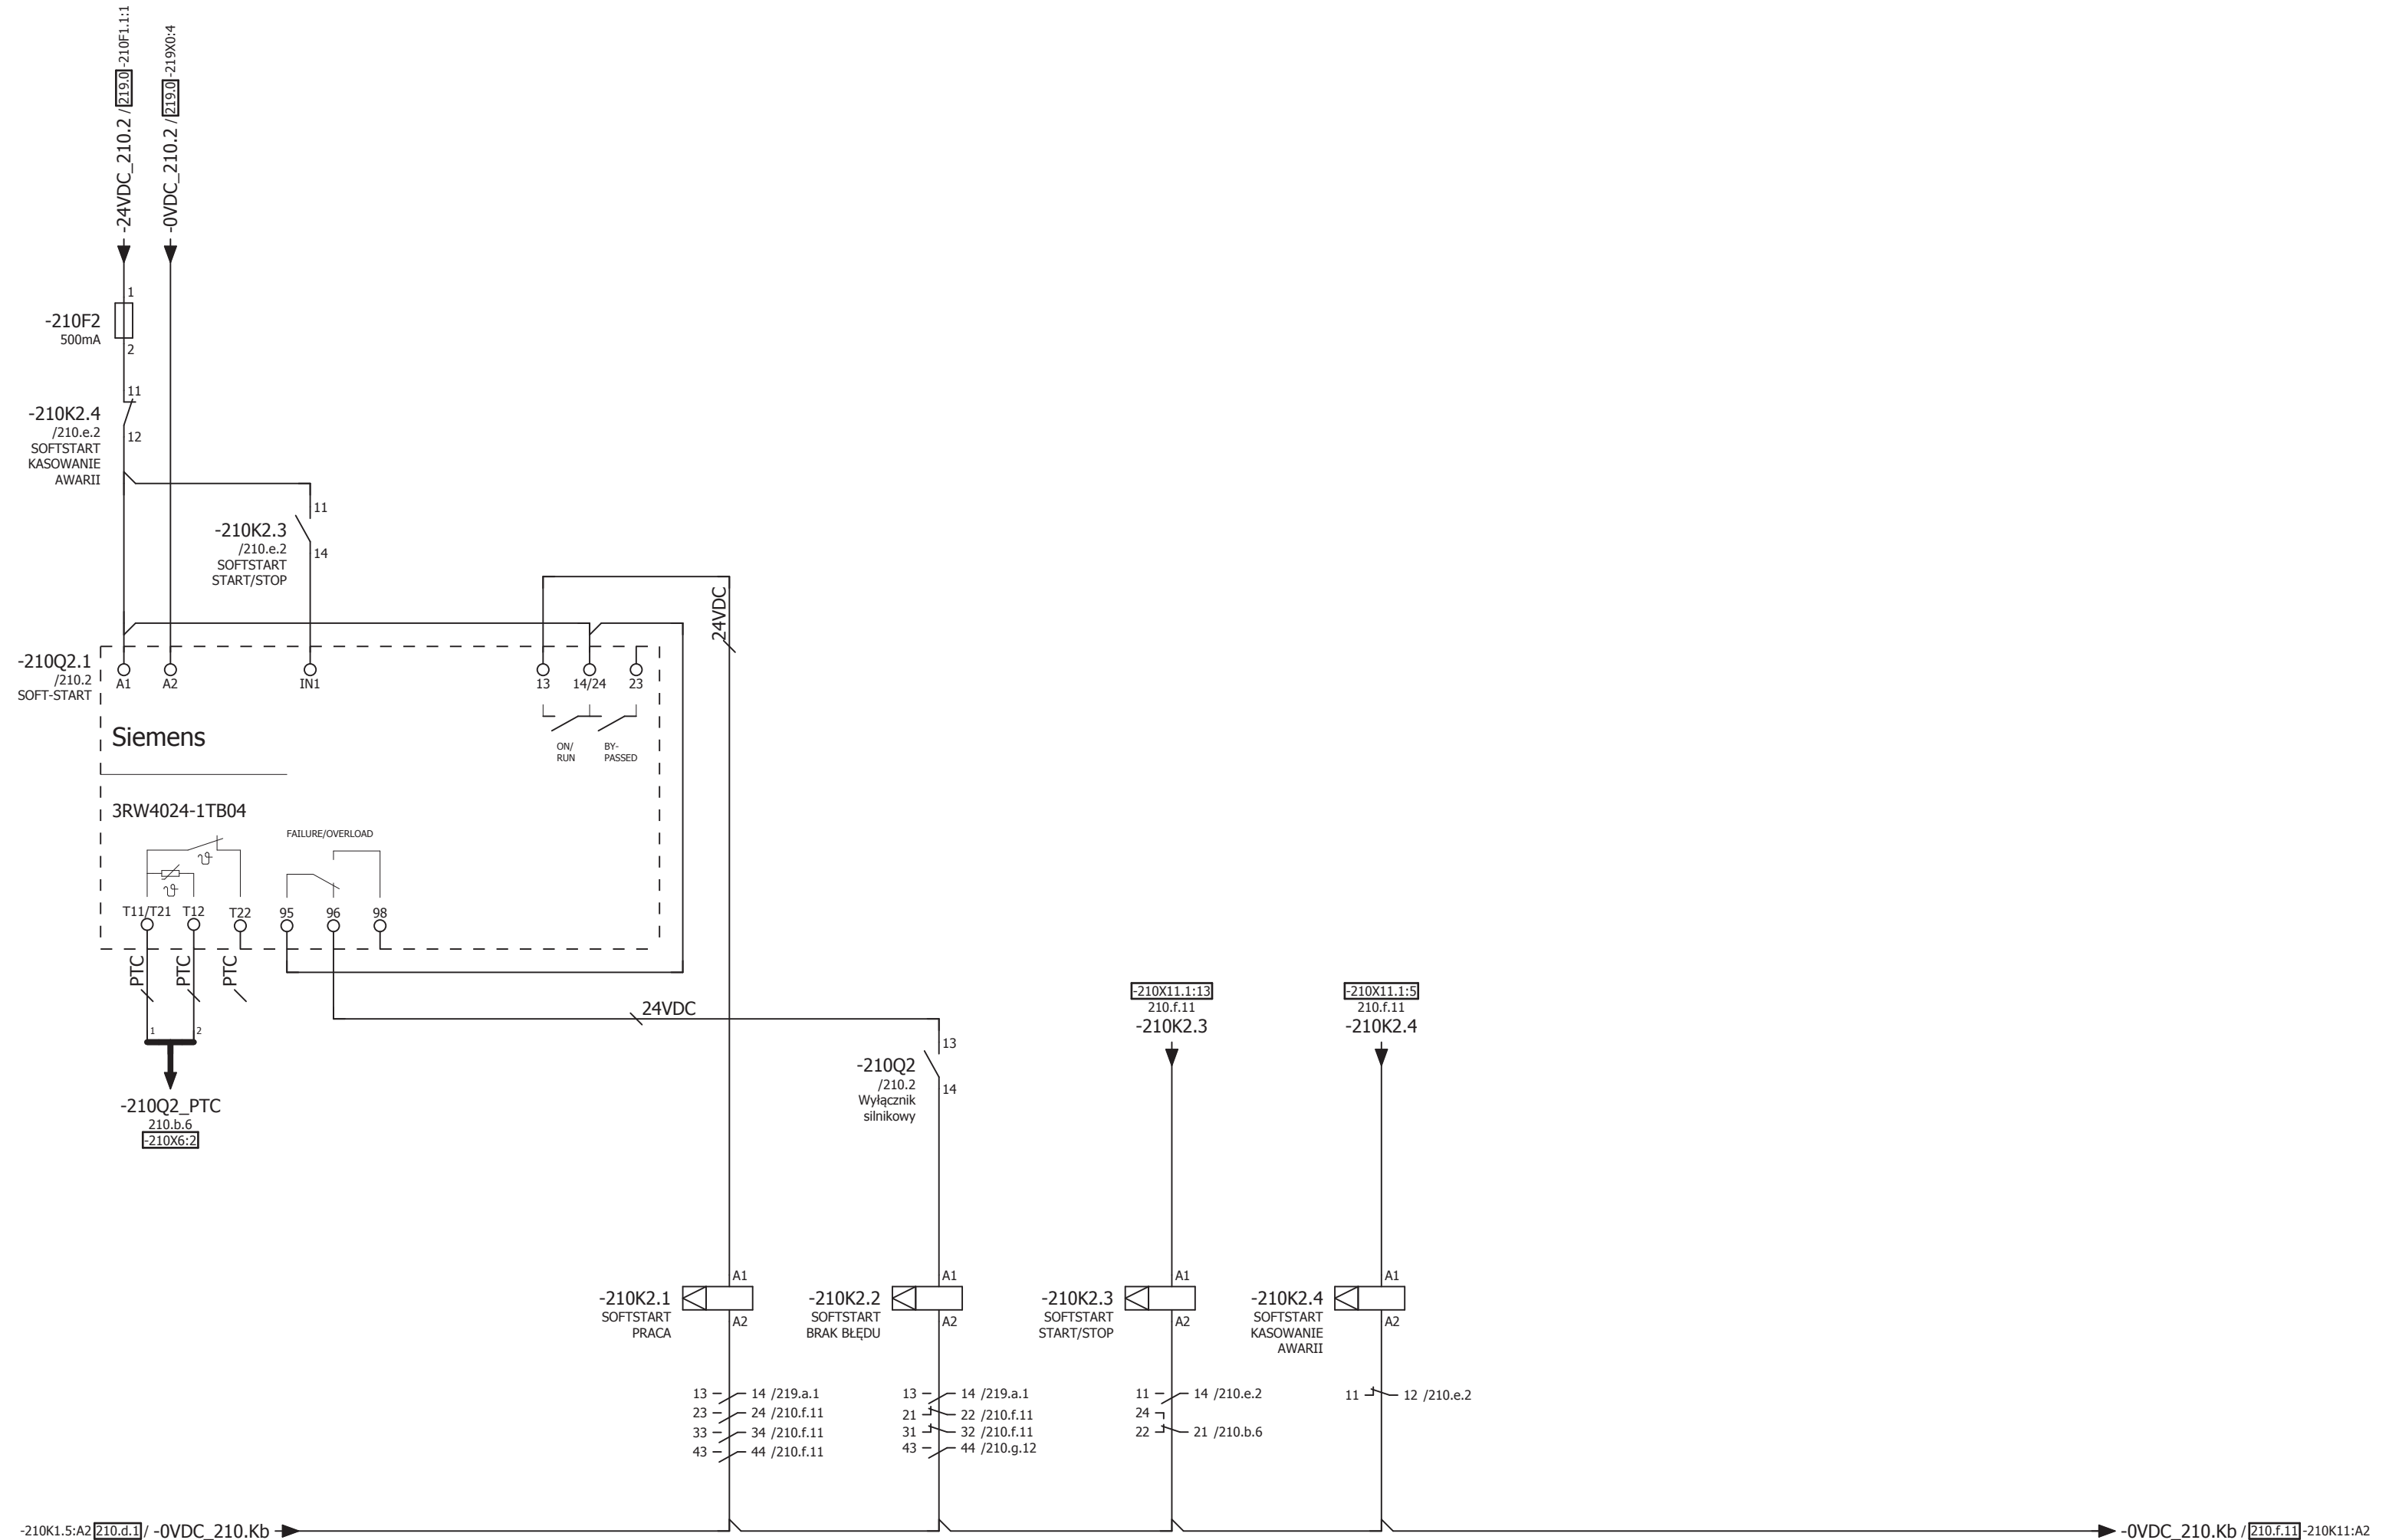 -24VDC_210.2 / 219.0 -210F1.1:1
-0VDC_210.2 / 219.0 -219X0:4
1
-210F2
500mA
2
11
-210K2.4
/210.e.2
12
SOFTSTART
KASOWANIE
AWARII
11
-210K2.3
/210.e.2
14
SOFTSTART
START/STOP
24VDC
-210Q2.1
/210.2
SOFT-START
A1
A2
IN1
13
14/24
23
Siemens
ON/
RUN
BY-
PASSED
3RW4024-1TB04
FAILURE/OVERLOAD
ϑ
ϑ
T11/T21
T12
T22
95
96
98
PTC
PTC
PTC
1
2
-210Q2_PTC
210.b.6
-210X6:2
24VDC
13
-210Q2
/210.2
14
Wyłącznik
silnikowy
-210X11.1:13
210.f.11
-210K2.3
-210X11.1:5
210.f.11
-210K2.4
A1
-210K2.1
SOFTSTART
PRACA
A2
A1
-210K2.2
SOFTSTART
BRAK BŁĘDU
A2
A1
-210K2.3
SOFTSTART
START/STOP
A2
A1
-210K2.4
SOFTSTART
KASOWANIE
AWARII
A2
13 14 /219.a.1
23 24 /210.f.11
33 34 /210.f.11
43 44 /210.f.11
13 14 /219.a.1
21 22 /210.f.11
31 32 /210.f.11
43 44 /210.g.12
11 14 /210.e.2
24
22 21 /210.b.6
11 12 /210.e.2
-210K1.5:A2 210.d.1 / -0VDC_210.Kb
-0VDC_210.Kb / 210.f.11 -210K11:A2